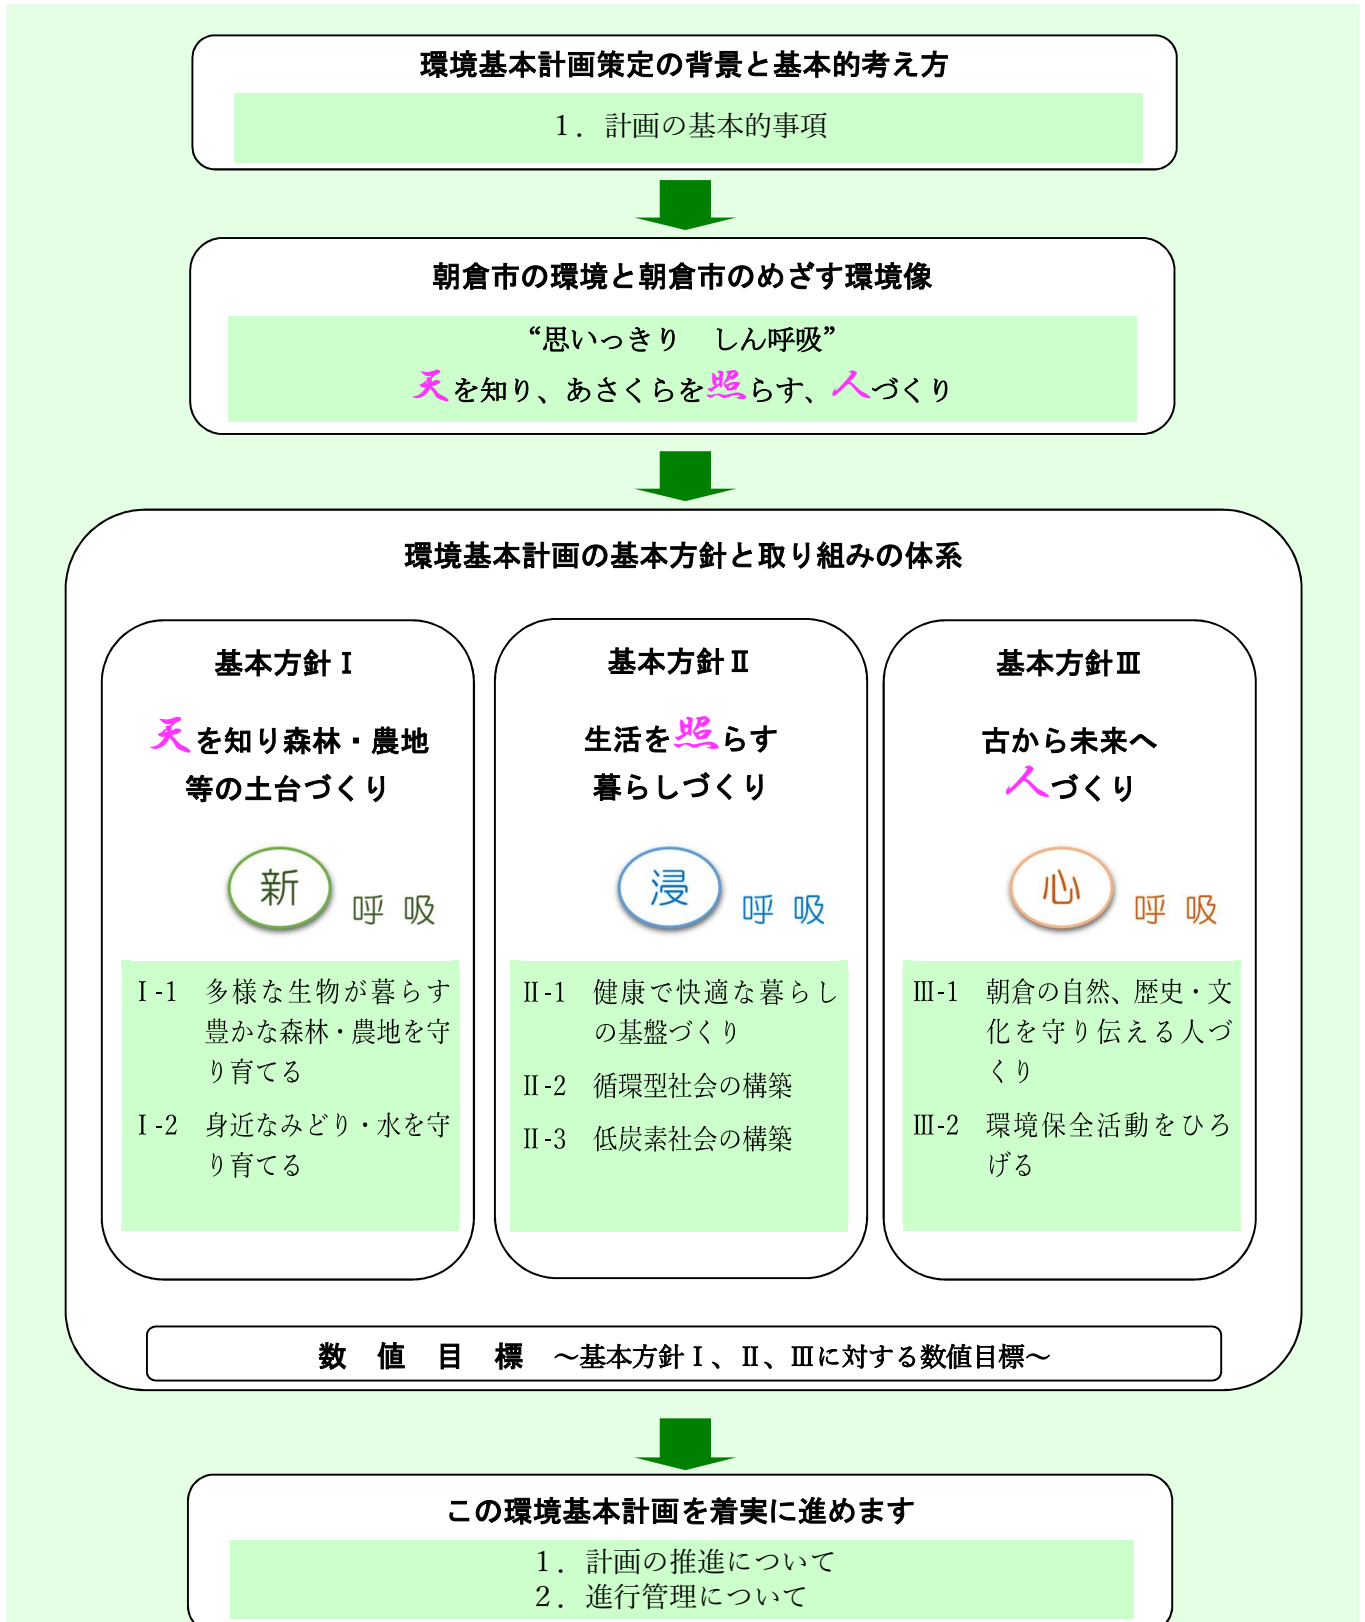 環境基本計画策定の背景と基本的考え方
１．計画の基本的事項
朝倉市の環境と朝倉市のめざす環境像
“思いっきり　しん呼吸”
天を知り、あさくらを照らす、人づくり
環境基本計画の基本方針と取り組みの体系
基本方針Ⅰ
天を知り森林・農地
等の土台づくり
新 呼 吸
Ⅰ-1　多様な生物が暮らす
豊かな森林・農地を守
り育てる
Ⅰ-2　身近なみどり・水を守
り育てる
基本方針Ⅱ
生活を照らす
暮らしづくり
浸 呼 吸
Ⅱ-1　健康で快適な暮らし
の基盤づくり
Ⅱ-2　循環型社会の構築
Ⅱ-3　低炭素社会の構築
基本方針Ⅲ
古から未来へ
人づくり
心 呼 吸
Ⅲ-1　朝倉の自然、歴史・文
化を守り伝える人づ
くり
Ⅲ-2　環境保全活動をひろ
げる
数　値　目　標　～基本方針Ⅰ、Ⅱ、Ⅲに対する数値目標～
この環境基本計画を着実に進めます
１．計画の推進について
２．進行管理について